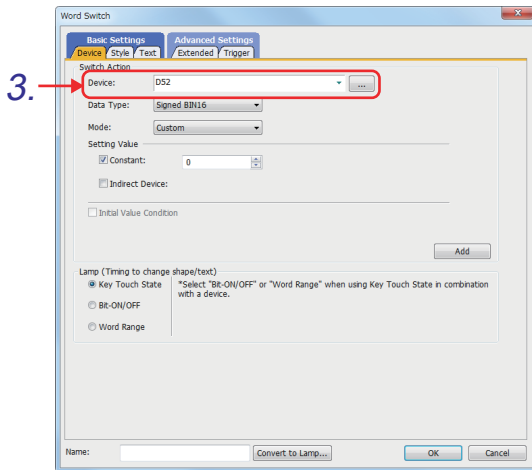 Word Switch
Basic Settings Advanced Settings
Device Style Text Extended Trigger
Switch Action
3.
Device: D52 ...
Data Type: Signed BIN16
Mode: Custom
Setting Value
Constant: 0
Indirect Device:
Initial Value Condition
Add
Lamp (Timing to change shape/text)
Key Touch State *Select "Bit-ON/OFF" or "Word Range" when using Key Touch State in combination
with a device.
Bit-ON/OFF
Word Range
Name: Convert to Lamp... OK Cancel